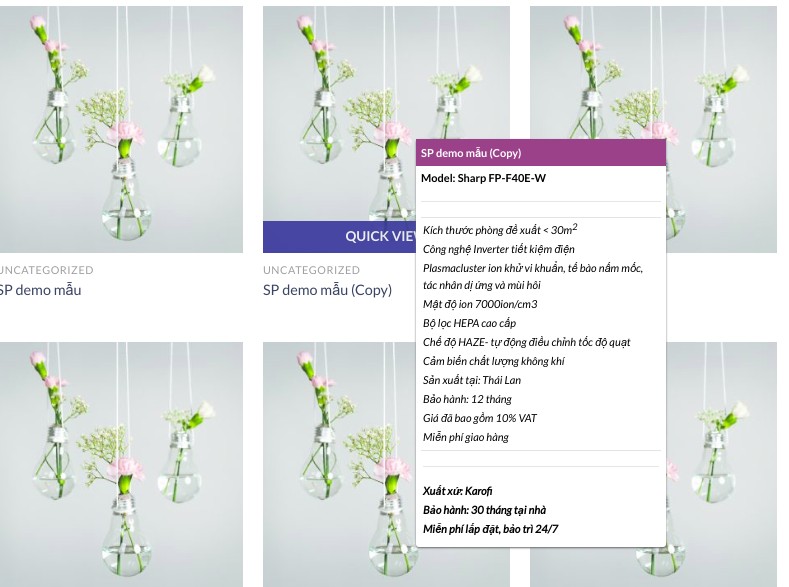 SP demo mẫu (Copy)
Model: Sharp FP-F40E-W
Kích thước phòng đề xuất < 30m²
Công nghệ Inverter tiết kiệm điện
Plasmacluster ion khử vi khuẩn, tế bào nấm mốc,
tác nhân dị ứng và mùi hôi
Mật độ ion 7000ion/cm3
Bộ lọc HEPA cao cấp
Chế độ HAZE- tự động điều chỉnh tốc độ quạt
Cảm biến chất lượng không khí
Sản xuất tại: Thái Lan
Bảo hành: 12 tháng
Giá đã bao gồm 10% VAT
Miễn phí giao hàng
Xuất xứ: Karofi
Bảo hành: 30 tháng tại nhà
Miễn phí lắp đặt, bảo trì 24/7
QUICK VIEW
UNCATEGORIZED
SP demo mẫu
UNCATEGORIZED
SP demo mẫu (Copy)